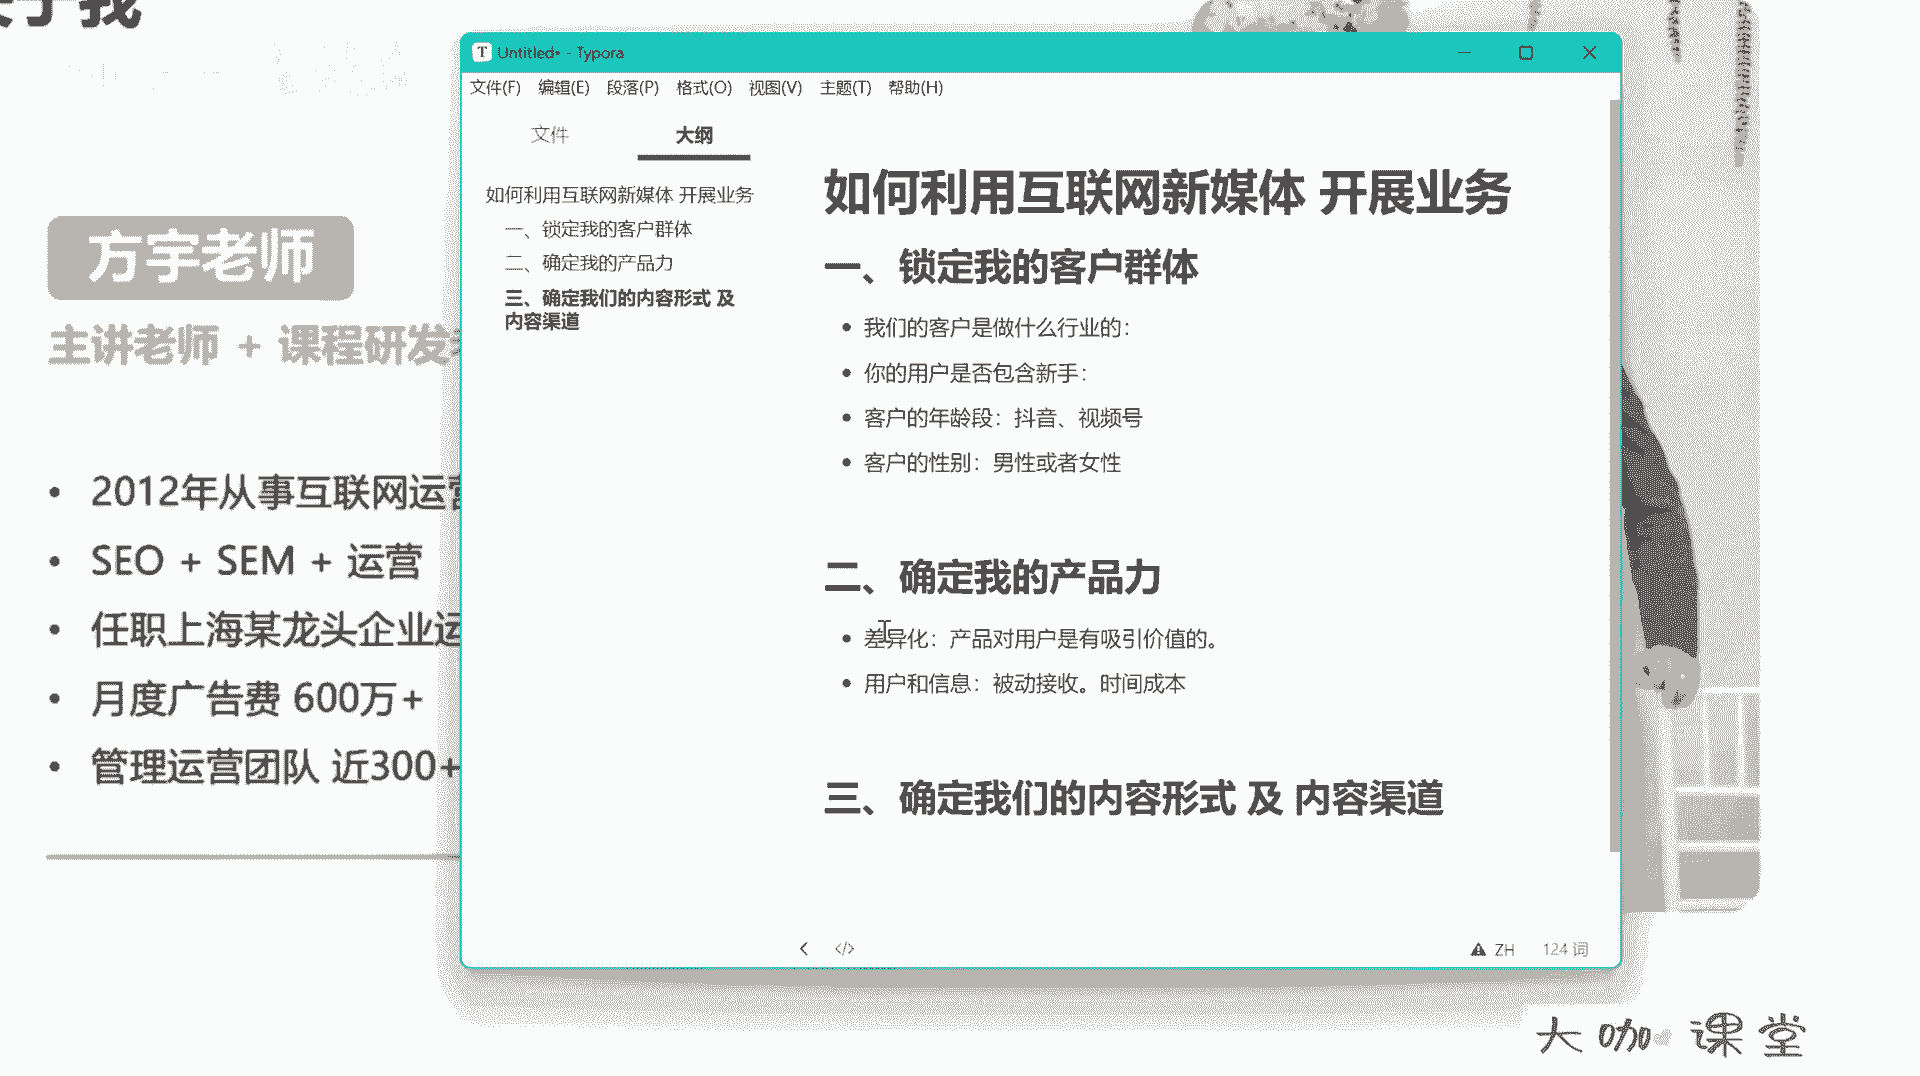 Untitled• - Typora
文件(F) 编辑(E) 段落(P) 格式(O) 视图(V) 主题(T) 帮助(H)
文件 大纲
如何利用互联网新媒体 开展业务
一、锁定我的客户群体
二、确定我的产品力
三、确定我们的内容形式 及
内容渠道
如何利用互联网新媒体 开展业务
一、锁定我的客户群体
• 我们的客户是做什么行业的：
• 你的用户是否包含新手：
• 客户的年龄段：抖音、视频号
• 客户的性别：男性或者女性
二、确定我的产品力
• 差异化：产品对用户是有吸引价值的。
• 用户和信息：被动接收。时间成本
三、确定我们的内容形式 及 内容渠道
ZH 124 词
方宇老师
主讲老师 + 课程研发
• 2012年从事互联网运营
• SEO + SEM + 运营
• 任职上海某龙头企业运
• 月度广告费 600万+
• 管理运营团队 近300+
大咖课堂